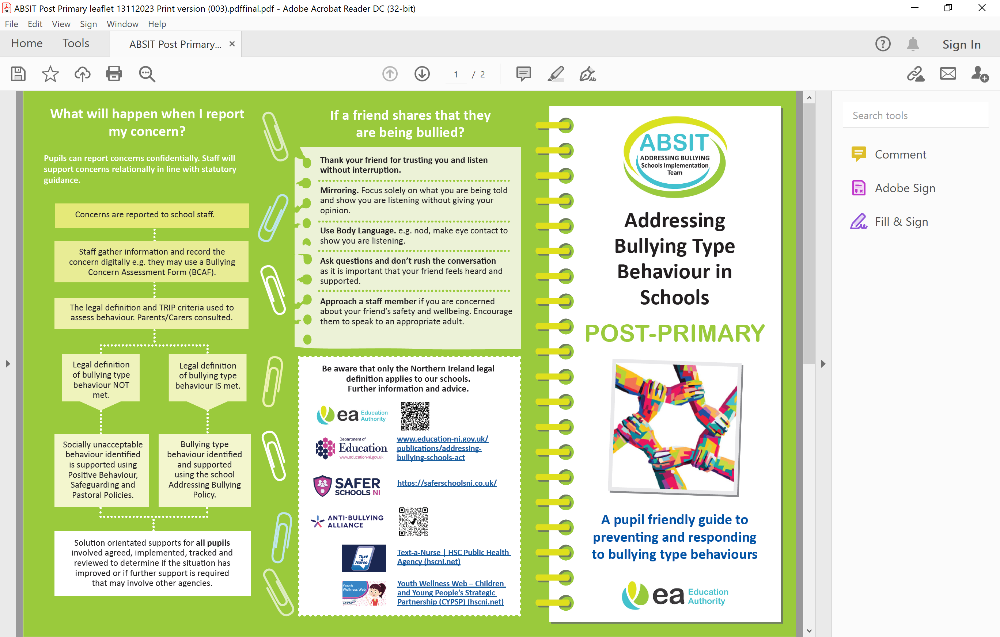 ABSIT Post Primary leaflet 13112023 Print version (003).pdffinal.pdf - Adobe Acrobat Reader DC (32-bit)
File Edit View Sign Window Help
Home Tools ABSIT Post Primary... ×
Sign In
1 / 2
What will happen when I report
my concern?
Pupils can report concerns confidentially. Staff will
support concerns relationally in line with statutory
guidance.
Concerns are reported to school staff.
Staff gather information and record the
concern digitally e.g. they may use a Bullying
Concern Assessment Form (BCAF).
The legal definition and TRIP criteria used to
assess behaviour. Parents/Carers consulted.
Legal definition
of bullying type
behaviour NOT
met.
Legal definition
of bullying type
behaviour IS met.
Socially unacceptable
behaviour identified
is supported using
Positive Behaviour,
Safeguarding and
Pastoral Policies.
Bullying type
behaviour identified
and supported
using the school
Addressing Bullying
Policy.
Solution orientated supports for all pupils
involved agreed, implemented, tracked and
reviewed to determine if the situation has
improved or if further support is required
that may involve other agencies.
If a friend shares that they
are being bullied?
Thank your friend for trusting you and listen
without interruption.
Mirroring. Focus solely on what you are being told
and show you are listening without giving your
opinion.
Use Body Language. e.g. nod, make eye contact to
show you are listening.
Ask questions and don't rush the conversation
as it is important that your friend feels heard and
supported.
Approach a staff member if you are concerned
about your friend's safety and wellbeing. Encourage
them to speak to an appropriate adult.
Be aware that only the Northern Ireland legal
definition applies to our schools.
Further information and advice.
ea Education
Authority
Department of
Education
www.education-ni.gov.uk
www.education-ni.gov.uk/
publications/addressing-
bullying-schools-act
SAFER
SCHOOLS NI
https://saferschoolsni.co.uk/
ANTI-BULLYING
ALLIANCE
Text
-A-
Nurse
Text-a-Nurse | HSC Public Health
Agency (hscni.net)
Youth
Wellness Web
CYPSP
Youth Wellness Web – Children
and Young People's Strategic
Partnership (CYPSP) (hscni.net)
ABSIT
ADDRESSING BULLYING
Schools Implementation
Team
Addressing
Bullying Type
Behaviour in
Schools
POST-PRIMARY
A pupil friendly guide to
preventing and responding
to bullying type behaviours
ea Education
Authority
Search tools
Comment
Adobe Sign
Fill & Sign